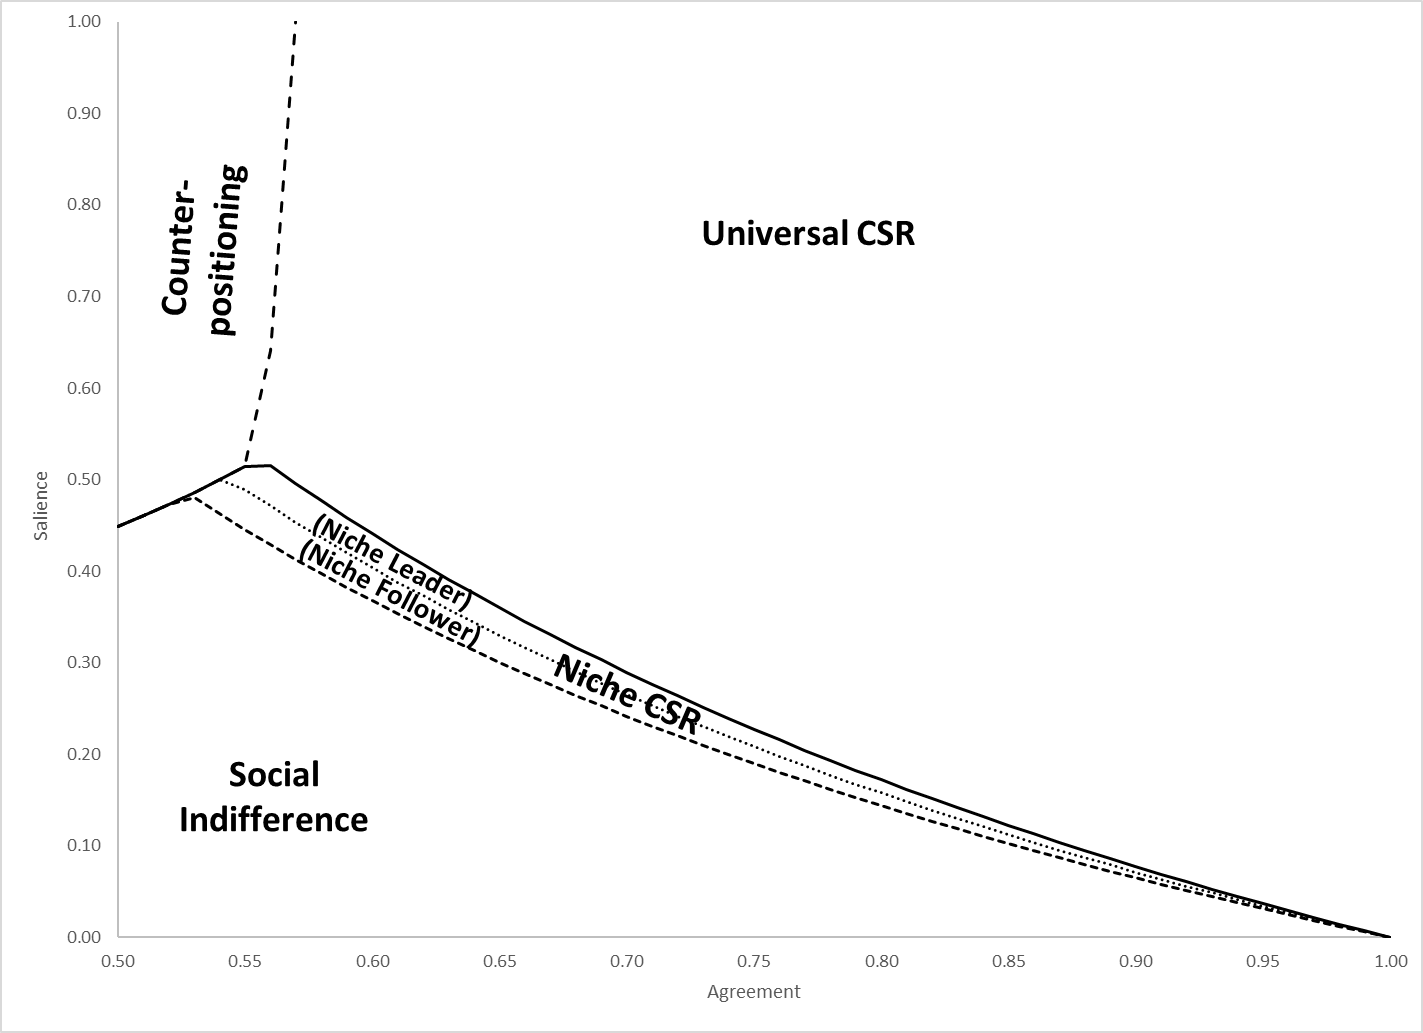 1.00
0.90
0.80
0.70
0.60
0.50
0.40
0.30
0.20
0.10
0.00
Salience
Counter-
positioning
Universal CSR
(Niche Leader)
(Niche Follower)
Niche CSR
Social
Indifference
0.50 0.55 0.60 0.65 0.70 0.75 0.80 0.85 0.90 0.95 1.00
Agreement